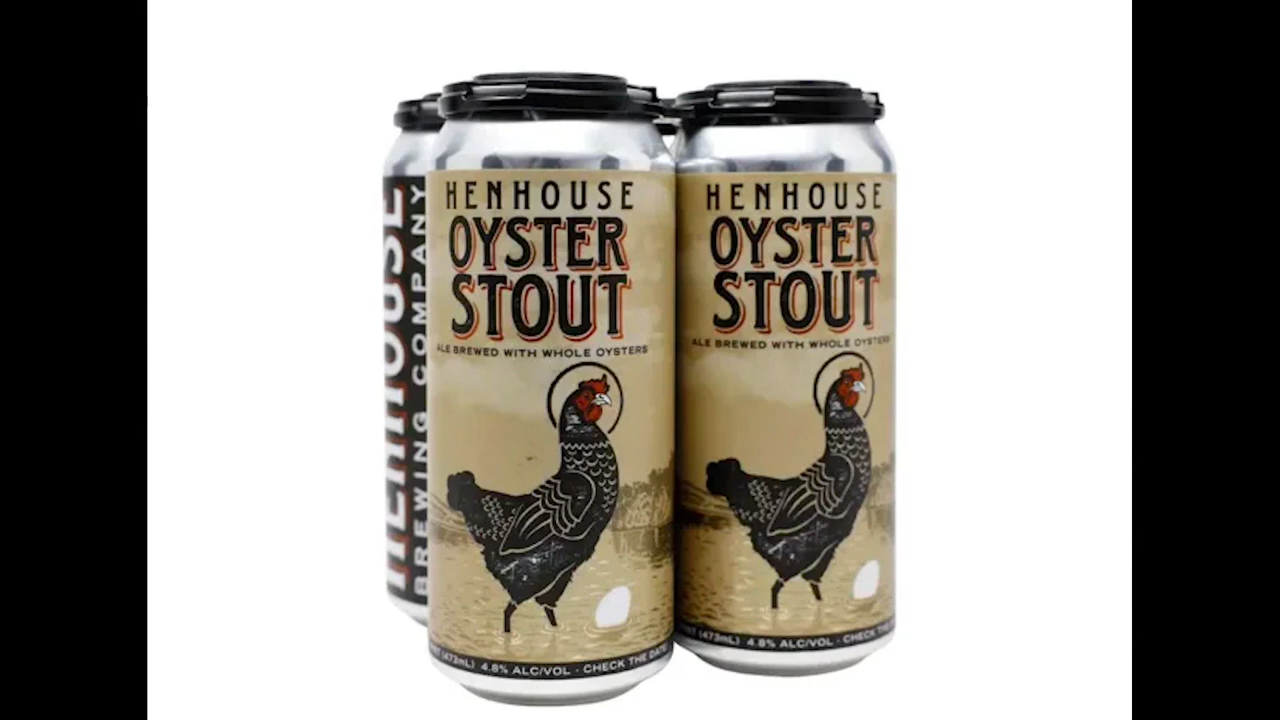 HENHOUSE
BREWING COMPANY
HENHOUSE
OYSTER
STOUT
ALE BREWED WITH WHOLE OYSTERS
(473mL) 4.8% ALC/VOL · CHECK THE DATE
HENHOUSE
OYSTER
STOUT
ALE BREWED WITH WHOLE OYSTERS
(473mL) 4.8% ALC/VOL · CHECK THE